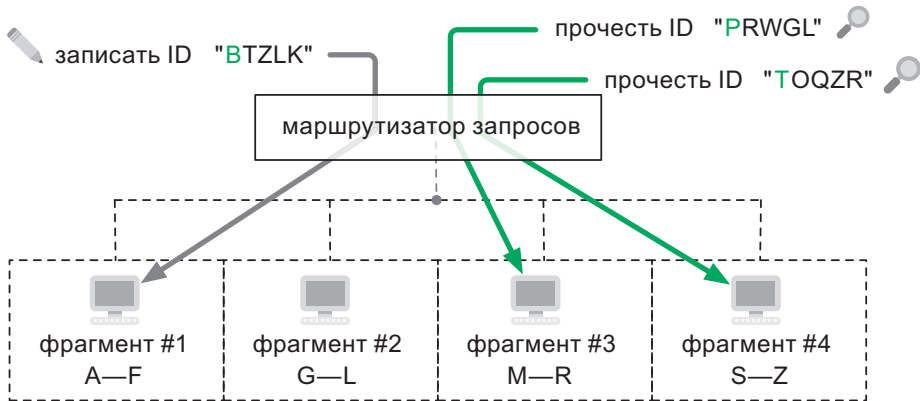 прочесть ID "PRWGL"
записать ID "BTZLK"
прочесть ID "TOQZR"
маршрутизатор запросов
фрагмент #1 фрагмент #2 фрагмент #3 фрагмент #4
A—F G—L M—R S—Z